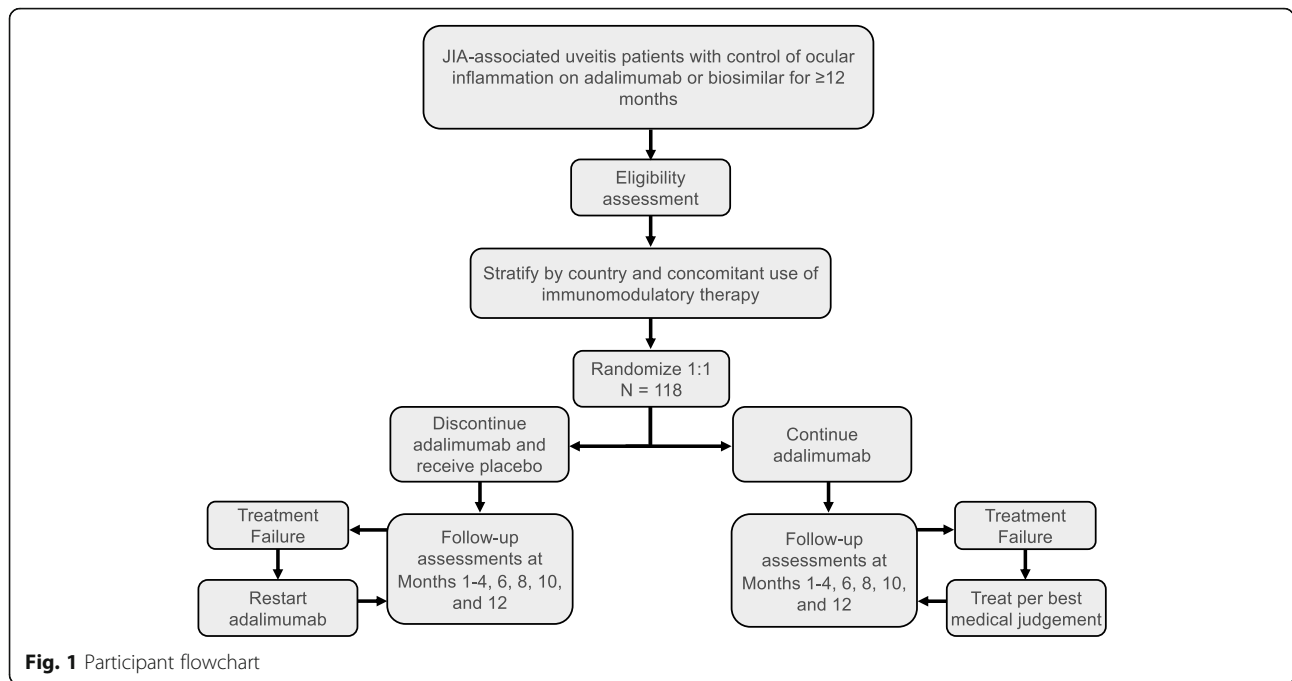 JIA-associated uveitis patients with control of ocular
inflammation on adalimumab or biosimilar for ≥12
months
Eligibility
assessment
Stratify by country and concomitant use of
immunomodulatory therapy
Randomize 1:1
N = 118
Discontinue
adalimumab and
receive placebo
Continue
adalimumab
Treatment
Failure
Follow-up
assessments at
Months 1-4, 6, 8, 10,
and 12
Restart
adalimumab
Follow-up
assessments at
Months 1-4, 6, 8, 10,
and 12
Treatment
Failure
Treat per best
medical judgement
Fig. 1 Participant flowchart